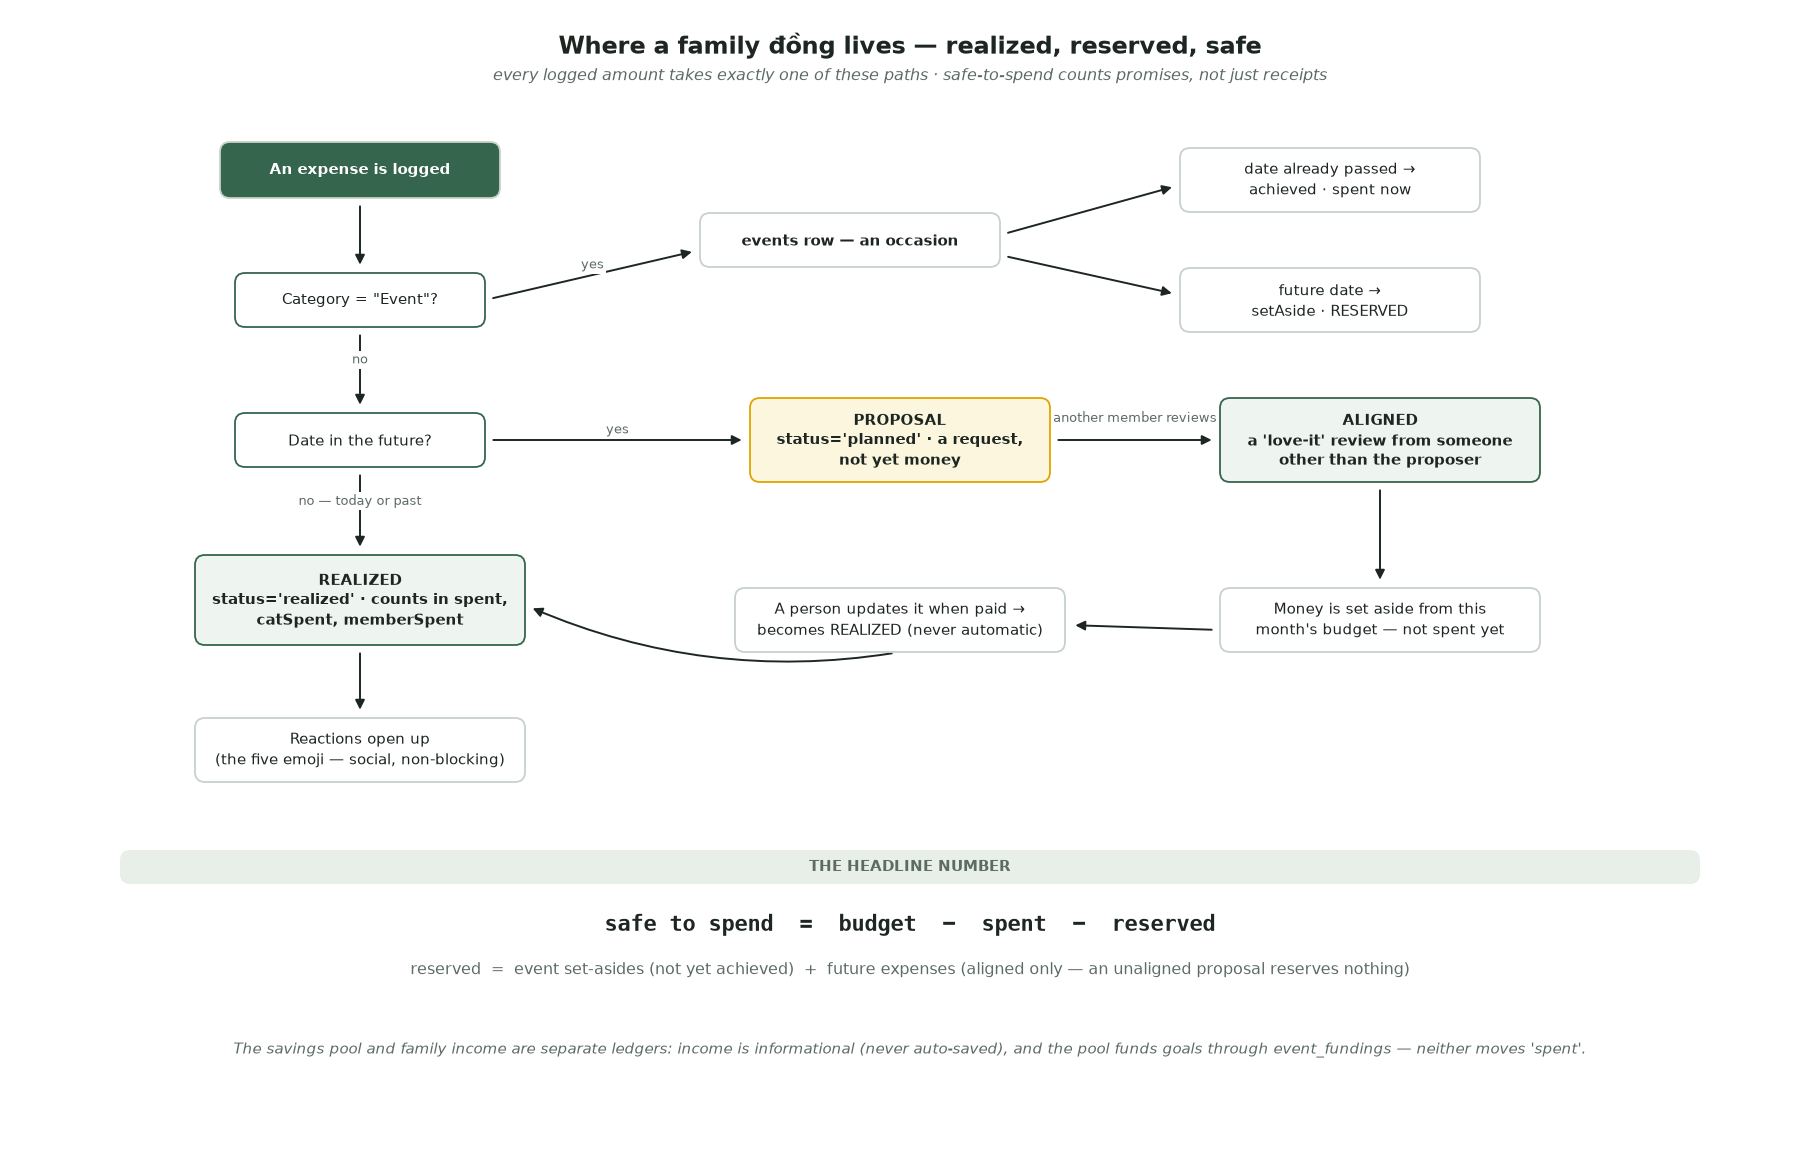 Where a family đồng lives — realized, reserved, safe
every logged amount takes exactly one of these paths · safe-to-spend counts promises, not just receipts
An expense is logged
Category = "Event"?
yes
events row — an occasion
date already passed →
achieved · spent now
future date →
setAside · RESERVED
no
Date in the future?
yes
PROPOSAL
status='planned' · a request,
not yet money
another member reviews
ALIGNED
a 'love-it' review from someone
other than the proposer
no — today or past
REALIZED
status='realized' · counts in spent,
catSpent, memberSpent
A person updates it when paid →
becomes REALIZED (never automatic)
Money is set aside from this
month's budget — not spent yet
Reactions open up
(the five emoji — social, non-blocking)
THE HEADLINE NUMBER
safe to spend = budget − spent − reserved
reserved = event set-asides (not yet achieved) + future expenses (aligned only — an unaligned proposal reserves nothing)
The savings pool and family income are separate ledgers: income is informational (never auto-saved), and the pool funds goals through event_fundings — neither moves 'spent'.